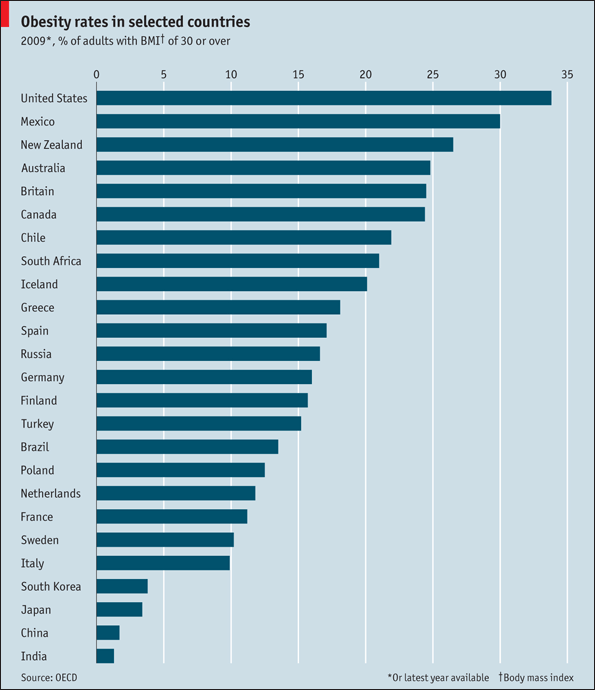 Obesity rates in selected countries
2009*, % of adults with BMI† of 30 or over
0 5 10 15 20 25 30 35
United States
Mexico
New Zealand
Australia
Britain
Canada
Chile
South Africa
Iceland
Greece
Spain
Russia
Germany
Finland
Turkey
Brazil
Poland
Netherlands
France
Sweden
Italy
South Korea
Japan
China
India
Source: OECD *Or latest year available †Body mass index